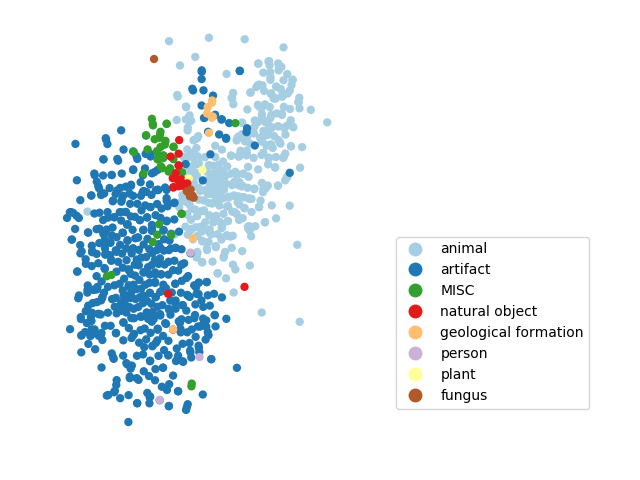 animal
artifact
MISC
natural object
geological formation
person
plant
fungus